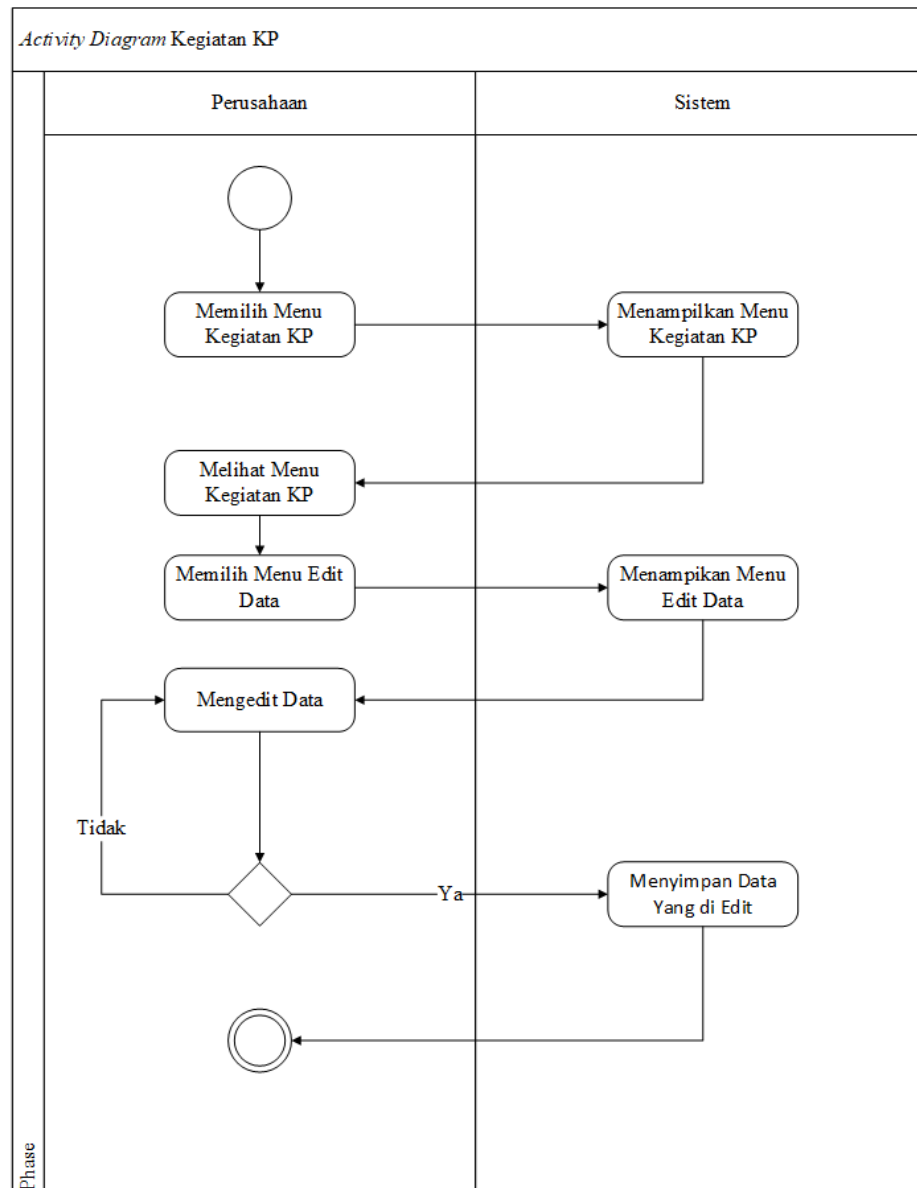 Activity Diagram Kegiatan KP
Perusahaan
Sistem
Memilih Menu
Kegiatan KP
Menampilkan Menu
Kegiatan KP
Melihat Menu
Kegiatan KP
Memilih Menu Edit
Data
Menampikan Menu
Edit Data
Mengedit Data
Tidak
Ya
Menyimpan Data
Yang di Edit
Phase